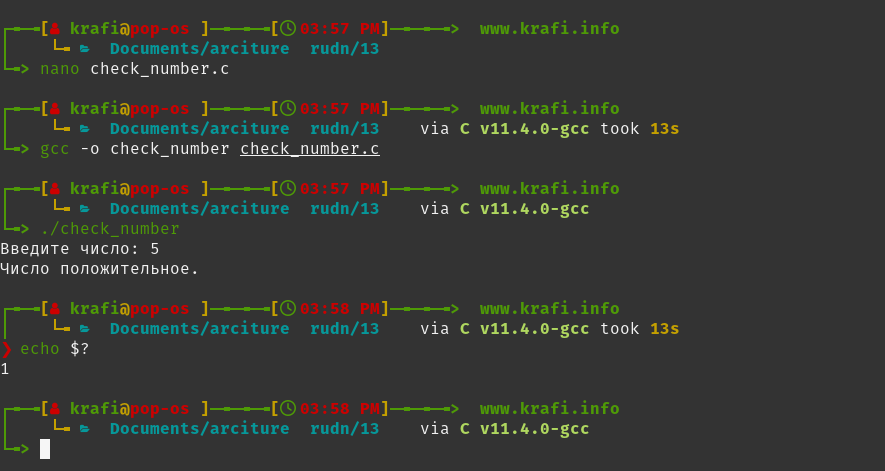 [ krafi@pop-os ][ 03:57 PM] www.krafi.info
Documents/arciture rudn/13
nano check_number.c
[ krafi@pop-os ][ 03:57 PM] www.krafi.info
Documents/arciture rudn/13 via C v11.4.0-gcc took 13s
gcc -o check_number check_number.c
[ krafi@pop-os ][ 03:57 PM] www.krafi.info
Documents/arciture rudn/13 via C v11.4.0-gcc
./check_number
Введите число: 5
Число положительное.
[ krafi@pop-os ][ 03:58 PM] www.krafi.info
Documents/arciture rudn/13 via C v11.4.0-gcc took 13s
❯ echo $?
1
[ krafi@pop-os ][ 03:58 PM] www.krafi.info
Documents/arciture rudn/13 via C v11.4.0-gcc